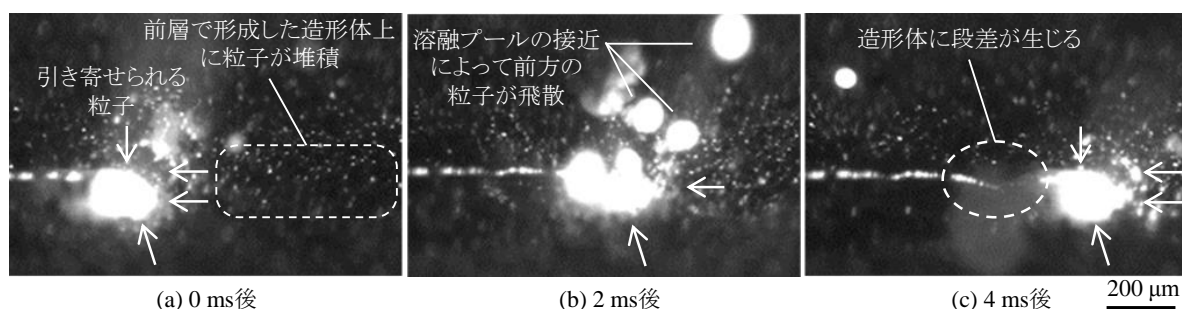 前層で形成した造形体上
に粒子が堆積
引き寄せられる
粒子
溶融プールの接近
によって前方の
粒子が飛散
造形体に段差が生じる
(a) 0 ms後
(b) 2 ms後
(c) 4 ms後
200 μm